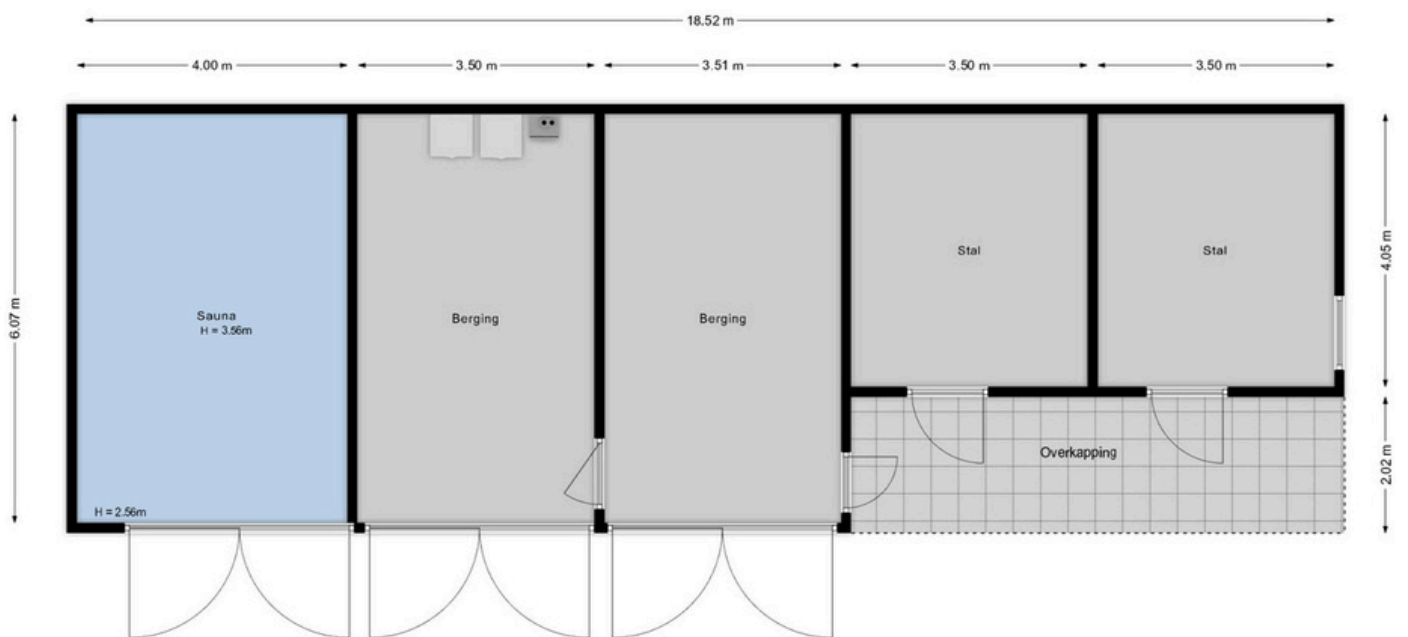 18.52 m
4.00 m
3.50 m
3.51 m
3.50 m
3.50 m
6.07 m
4.05 m
2.02 m
Stal
Stal
Sauna
H = 3.56m
Berging
Berging
Overkapping
H = 2.56m